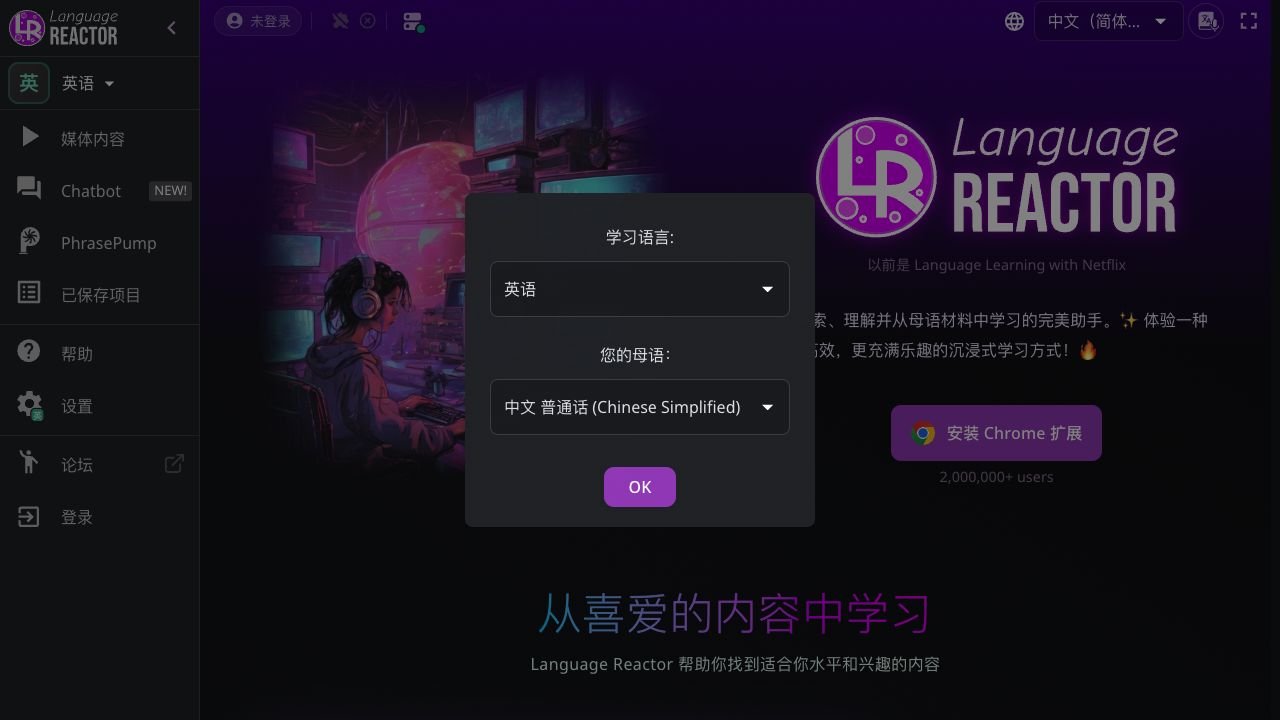 Language
REACTOR
英
英语
媒体内容
Chatbot
NEW!
PhrasePump
已保存项目
帮助
英
设置
论坛
登录
未登录
中文（简体...
Language
REACTOR
以前是 Language Learning with Netflix
索、理解并从母语材料中学习的完美助手。✨ 体验一种
高效，更充满乐趣的沉浸式学习方式！🔥
安装 Chrome 扩展
2,000,000+ users
学习语言:
英语
您的母语：
中文 普通话 (Chinese Simplified)
OK
从喜爱的内容中学习
Language Reactor 帮助你找到适合你水平和兴趣的内容